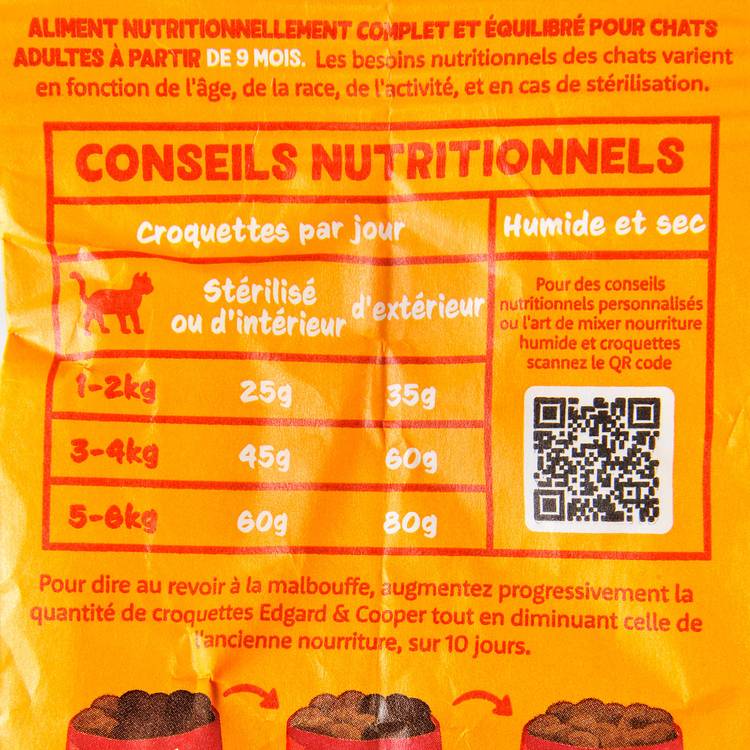 ALIMENT NUTRITIONNELLEMENT COMPLET ET ÉQUILIBRÉ POUR CHATS
ADULTES À PARTIR DE 9 MOIS. Les besoins nutritionnels des chats varient
en fonction de l'âge, de la race, de l'activité, et en cas de stérilisation.
CONSEILS NUTRITIONNELS
Croquettes par jour
Humide et sec
Stérilisé
ou d'intérieur
d'extérieur
Pour des conseils
nutritionnels personnalisés
ou l'art de mixer nourriture
humide et croquettes
scannez le QR code
1-2kg 25g 35g
3-4kg 45g 60g
5-6kg 60g 80g
Pour dire au revoir à la malbouffe, augmentez progressivement la
quantité de croquettes Edgard & Cooper tout en diminuant celle de
l'ancienne nourriture, sur 10 jours.